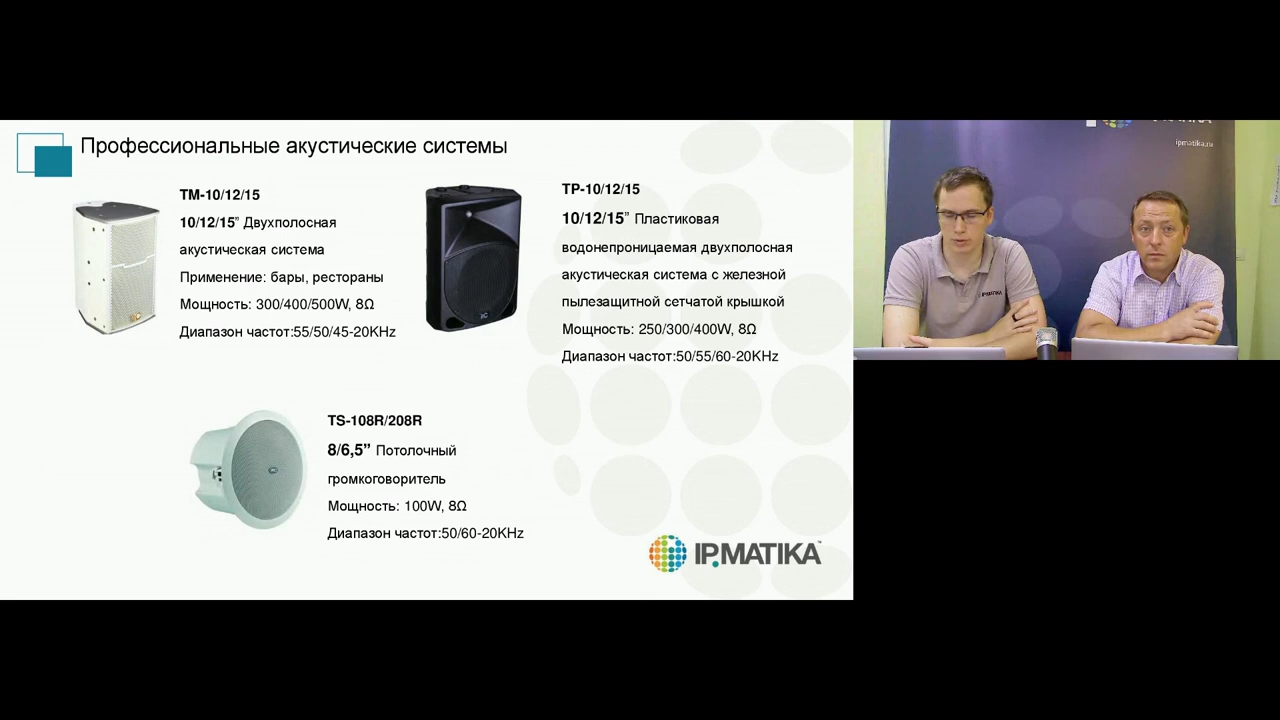 Профессиональные акустические системы
TM-10/12/15
10/12/15” Двухполосная
акустическая система
Применение: бары, рестораны
Мощность: 300/400/500W, 8Ω
Диапазон частот:55/50/45-20KHz
TP-10/12/15
10/12/15” Пластиковая
водонепроницаемая двухполосная
акустическая система с железной
пылезащитной сетчатой крышкой
Мощность: 250/300/400W, 8Ω
Диапазон частот:50/55/60-20KHz
TS-108R/208R
8/6,5” Потолочный
громкоговоритель
Мощность: 100W, 8Ω
Диапазон частот:50/60-20KHz
IP.MATIKA™
ipmatika.ru
IP.MATIKA